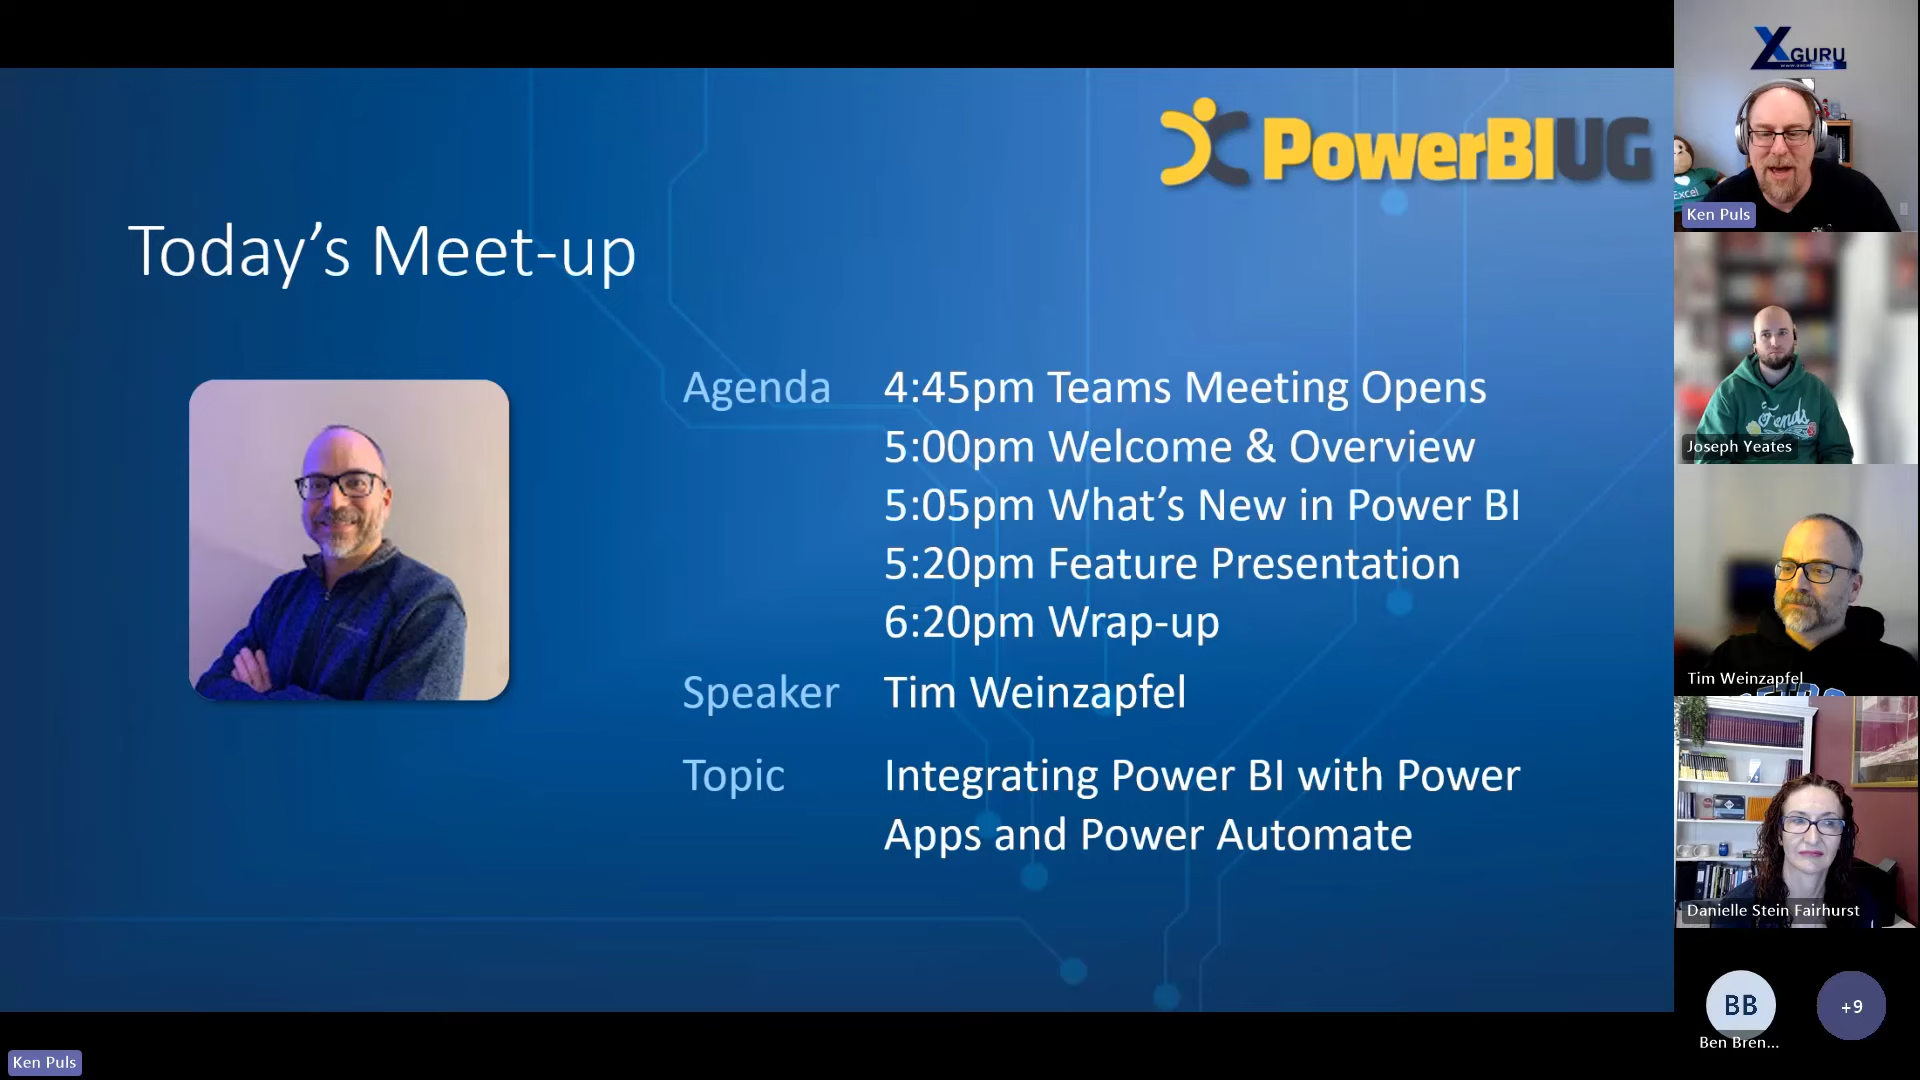 PowerBIUG
Today's Meet-up
Agenda 4:45pm Teams Meeting Opens
5:00pm Welcome & Overview
5:05pm What's New in Power BI
5:20pm Feature Presentation
6:20pm Wrap-up
Speaker Tim Weinzapfel
Topic Integrating Power BI with Power
Apps and Power Automate
Ken Puls
XGURU
Excel
Ken Puls
Friends
Joseph Yeates
Tim Weinzapfel
Danielle Stein Fairhurst
BB
+9
Ben Bren...